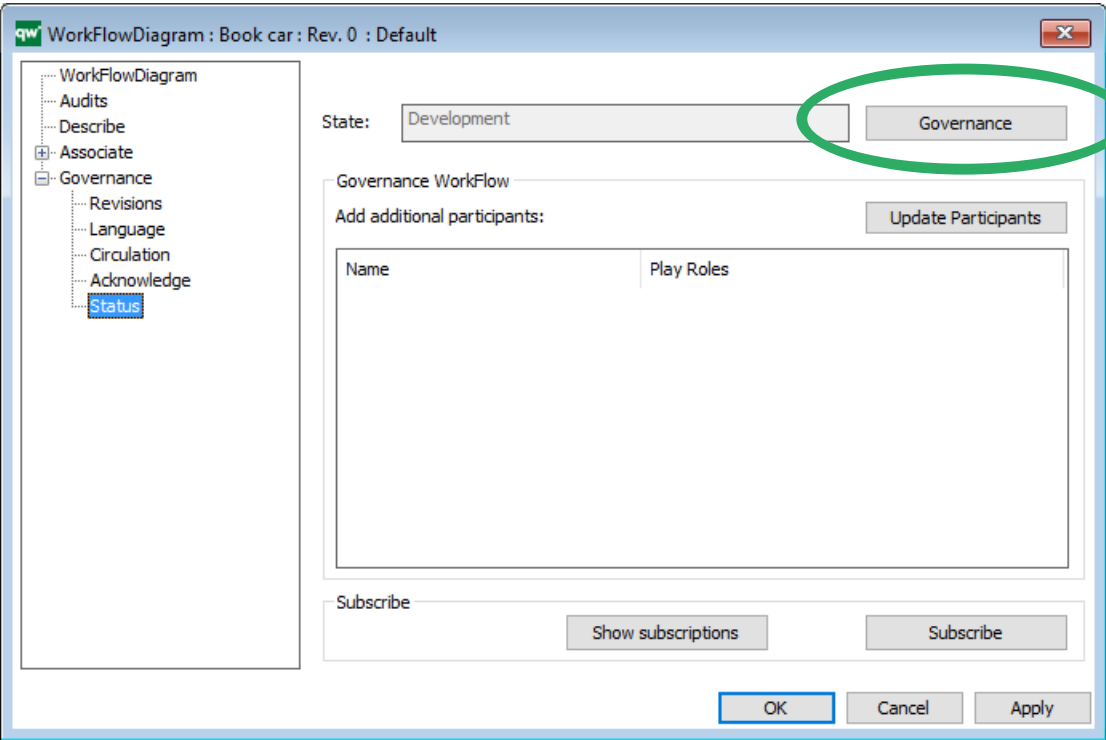 qw WorkFlowDiagram : Book car : Rev. 0 : Default
WorkFlowDiagram
Audits
Describe
Associate
Governance
Revisions
Language
Circulation
Acknowledge
Status
State:
Development
Governance
Governance WorkFlow
Add additional participants:
Update Participants
Name
Play Roles
Subscribe
Show subscriptions
Subscribe
OK
Cancel
Apply